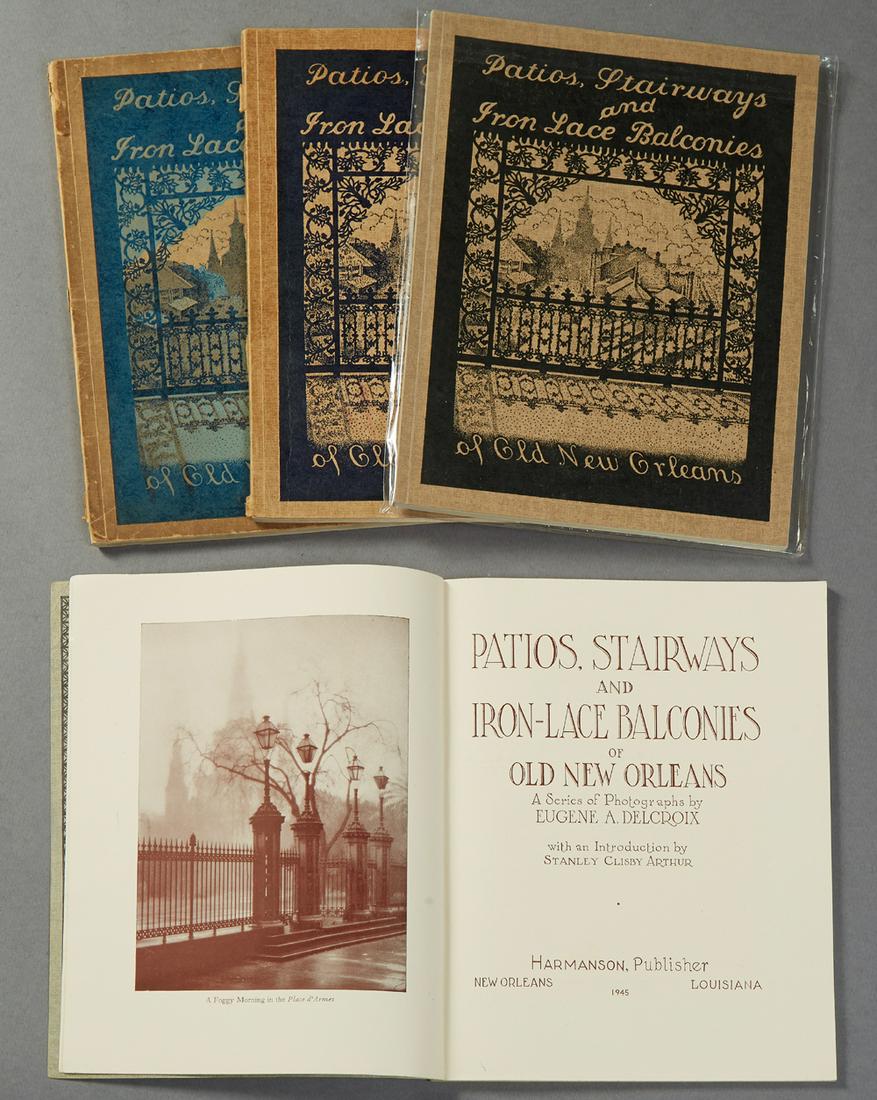 Patios,
Iron Lac
of Old
Patios,
Iron Lac
of Ol
Patios, Stairways
and
Iron Lace Balconies
of Old New Orleans
A Foggy Morning in the Place d'Armes
PATIOS, STAIRWAYS
AND
IRON-LACE BALCONIES
OF
OLD NEW ORLEANS
A Series of Photographs by
EUGENE A. DELCROIX
with an Introduction by
STANLEY CLISBY ARTHUR
HARMANSON, Publisher
NEW ORLEANS 1945 LOUISIANA